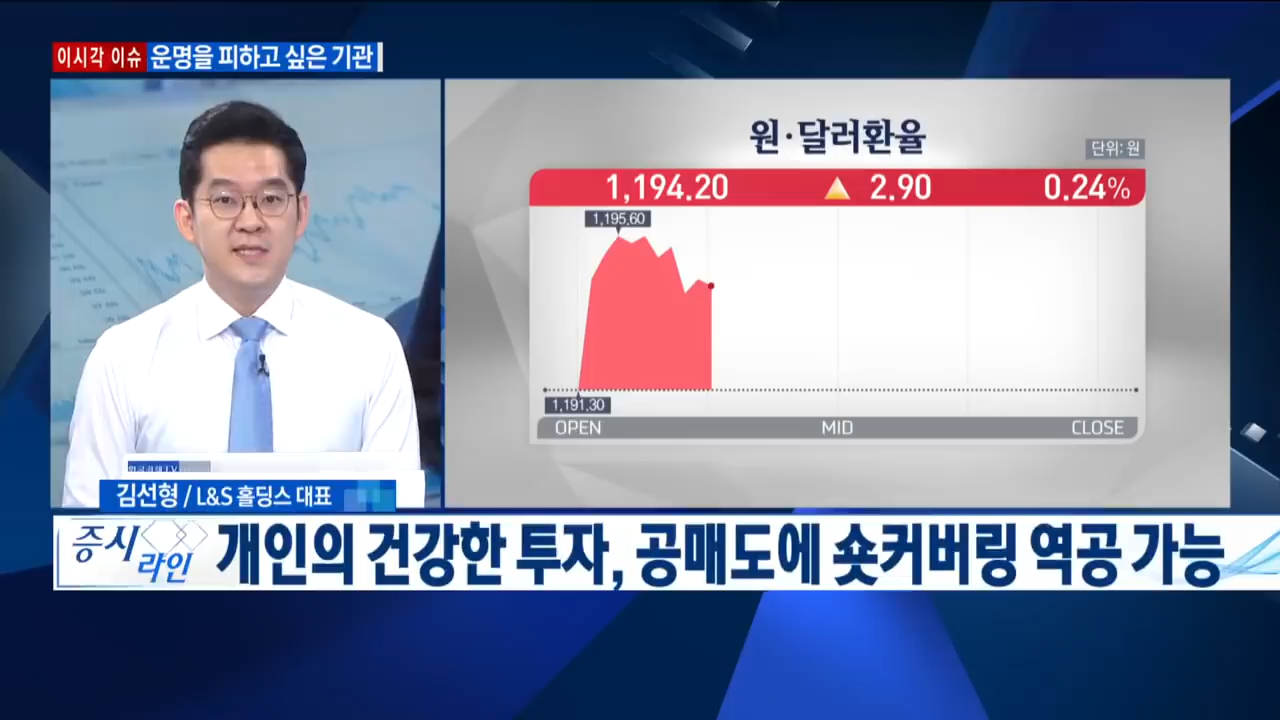 이시각 이슈 운명을 피하고 싶은 기관
원·달러환율
단위: 원
1,194.20 ▲ 2.90 0.24%
1,195.60
1,191.30
OPEN MID CLOSE
김선형 / L&S 홀딩스 대표
증시라인
개인의 건강한 투자, 공매도에 숏커버링 역공 가능